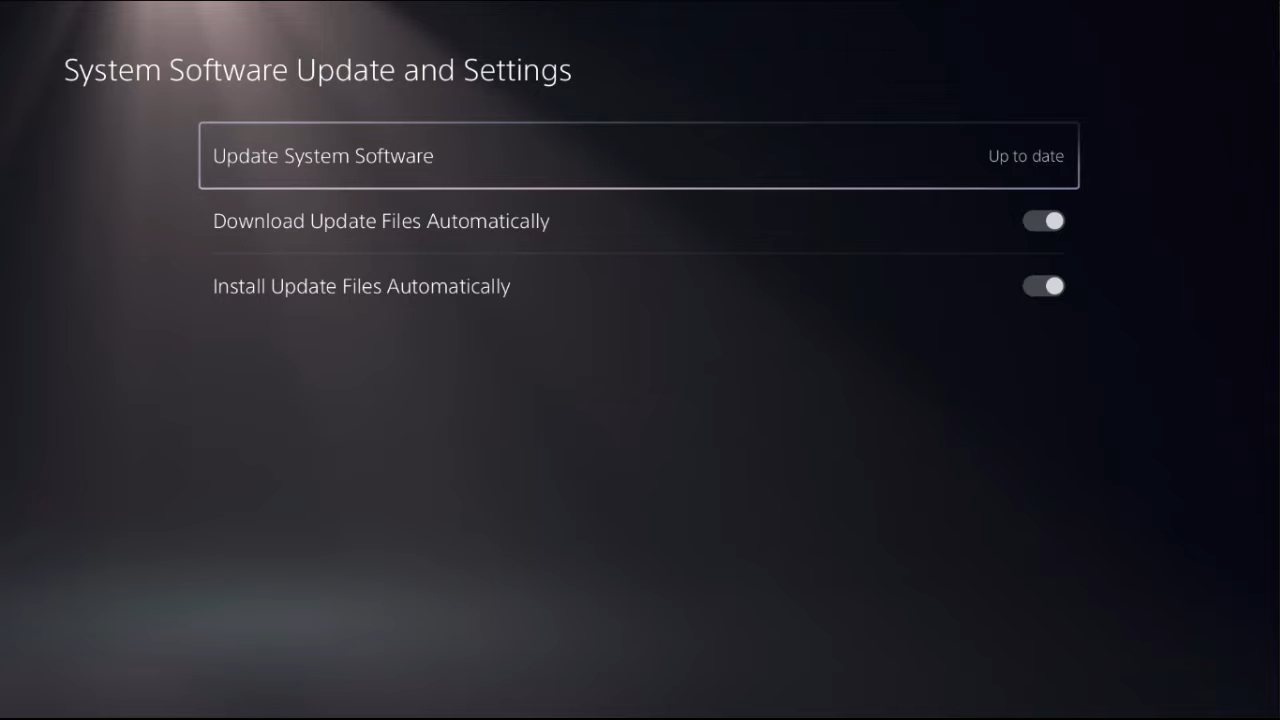 System Software Update and Settings
Update System Software
Up to date
Download Update Files Automatically
Install Update Files Automatically